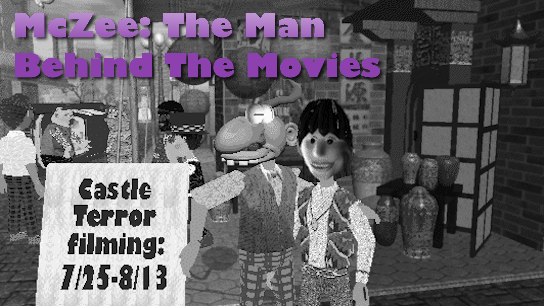 McZee: The Man
Behind The Movies
Castle
Terror
filming:
7/25-8/13